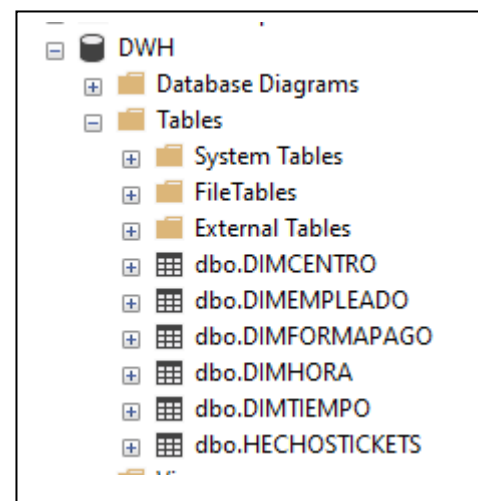 DWH
Database Diagrams
Tables
System Tables
FileTables
External Tables
dbo.DIMCENTRO
dbo.DIMEMPLEADO
dbo.DIMFORMAPAGO
dbo.DIMHORA
dbo.DIMTIEMPO
dbo.HECHOSTICKETS